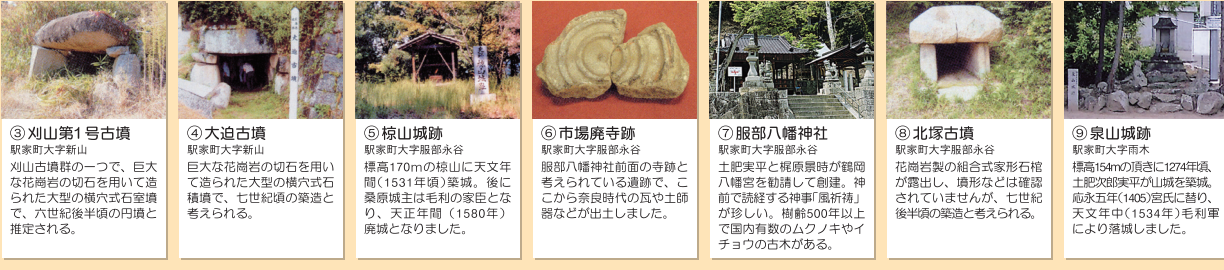 ③刈山第1号古墳
駅家町大字新山
刈山古墳群の一つで、巨大
な花崗岩の切石を用いて造
られた大型の横穴式石室墳
で、六世紀後半頃の円墳と
推定される。
④大迫古墳
駅家町大字新山
巨大な花崗岩の切石を用い
て造られた大型の横穴式石
積墳で、七世紀頃の築造と
考えられる。
⑤椋山城跡
駅家町大字服部永谷
標高170mの椋山に天文年
間(1531年頃)築城。後に
桑原城主は毛利の家臣とな
り、天正年間(1580年)
廃城となりました。
⑥市場廃寺跡
駅家町大字服部永谷
服部八幡神社前面の寺跡と
考えられている遺跡で、こ
こから奈良時代の瓦や土師
器などが出土しました。
⑦服部八幡神社
駅家町大字服部永谷
土肥実平と梶原景時が鶴岡
八幡宮を勧請して創建。神
前で読経する神事「風祈祷」
が珍しい。樹齢500年以上
で国内有数のムクノキやイ
チョウの古木がある。
⑧北塚古墳
駅家町大字服部永谷
花崗岩製の組合式家形石棺
が露出し、墳形などは確認
されていませんが、七世紀
後半頃の築造と考えられる。
⑨泉山城跡
駅家町大字雨木
標高154mの頂きに1274年頃、
土肥次郎実平が山城を築城。
応永五年(1405)宮氏に替り、
天文年中(1534年)毛利軍
により落城しました。